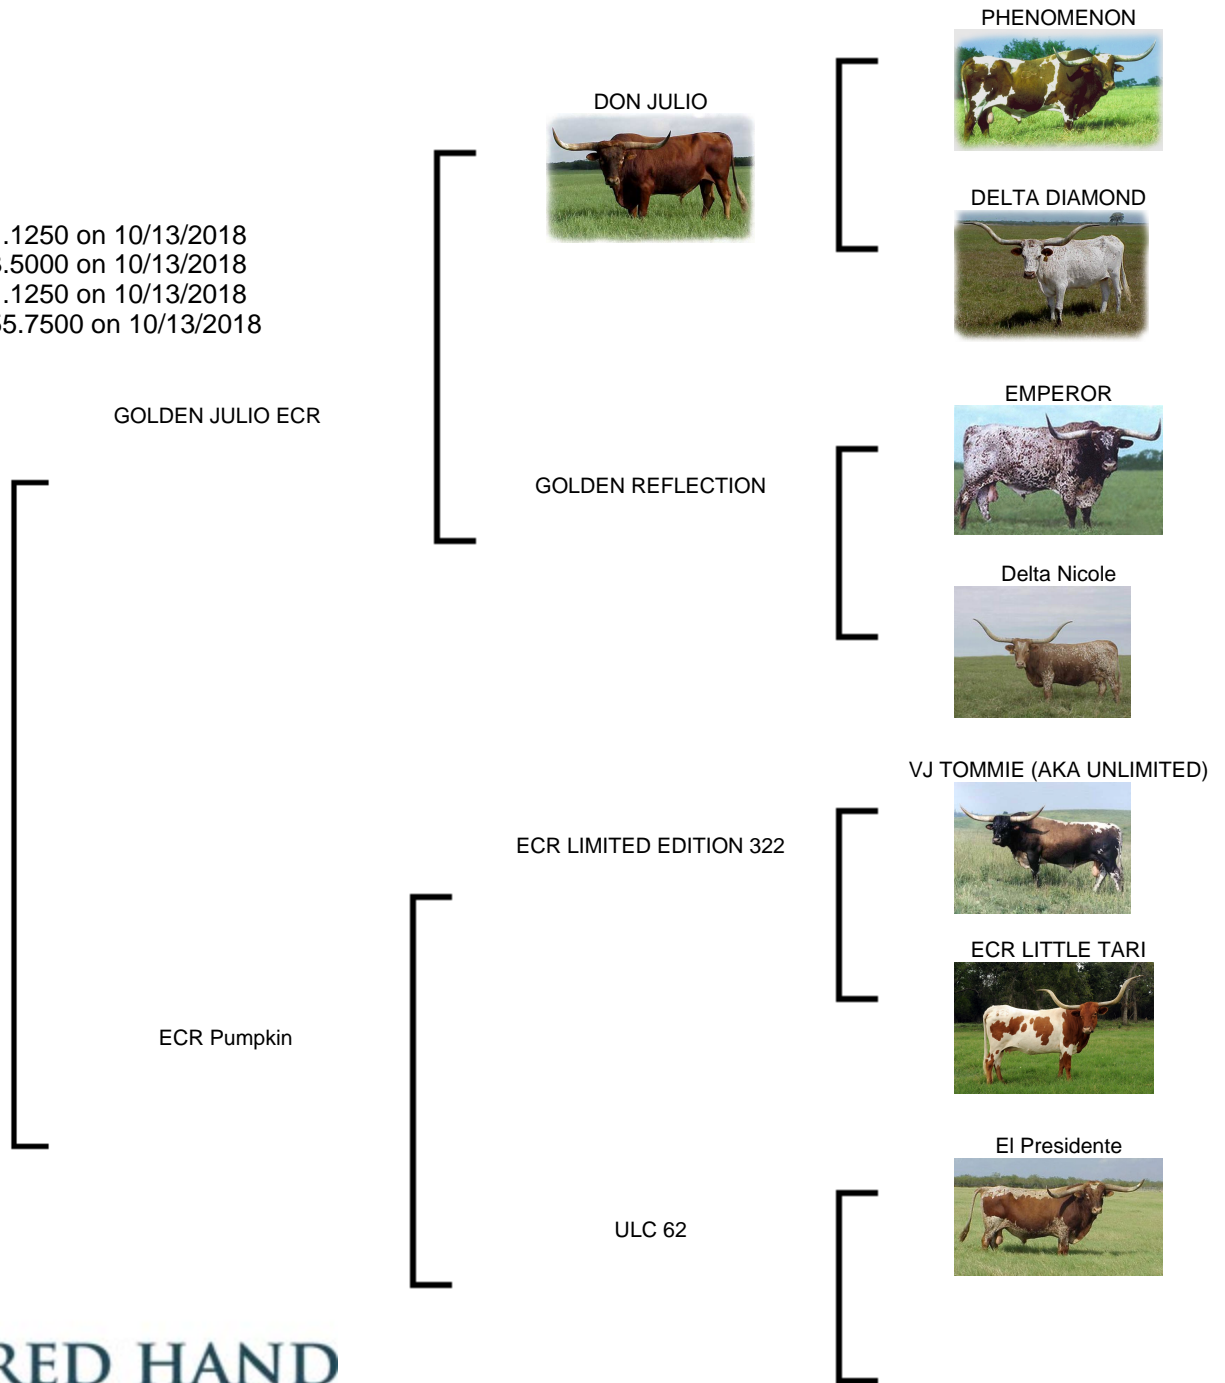 PHENOMENON
DON JULIO
DELTA DIAMOND
.1250 on 10/13/2018
.5000 on 10/13/2018
.1250 on 10/13/2018
5.7500 on 10/13/2018
EMPEROR
GOLDEN JULIO ECR
GOLDEN REFLECTION
Delta Nicole
VJ TOMMIE (AKA UNLIMITED)
ECR LIMITED EDITION 322
ECR LITTLE TARI
ECR Pumpkin
El Presidente
ULC 62
RED HAND